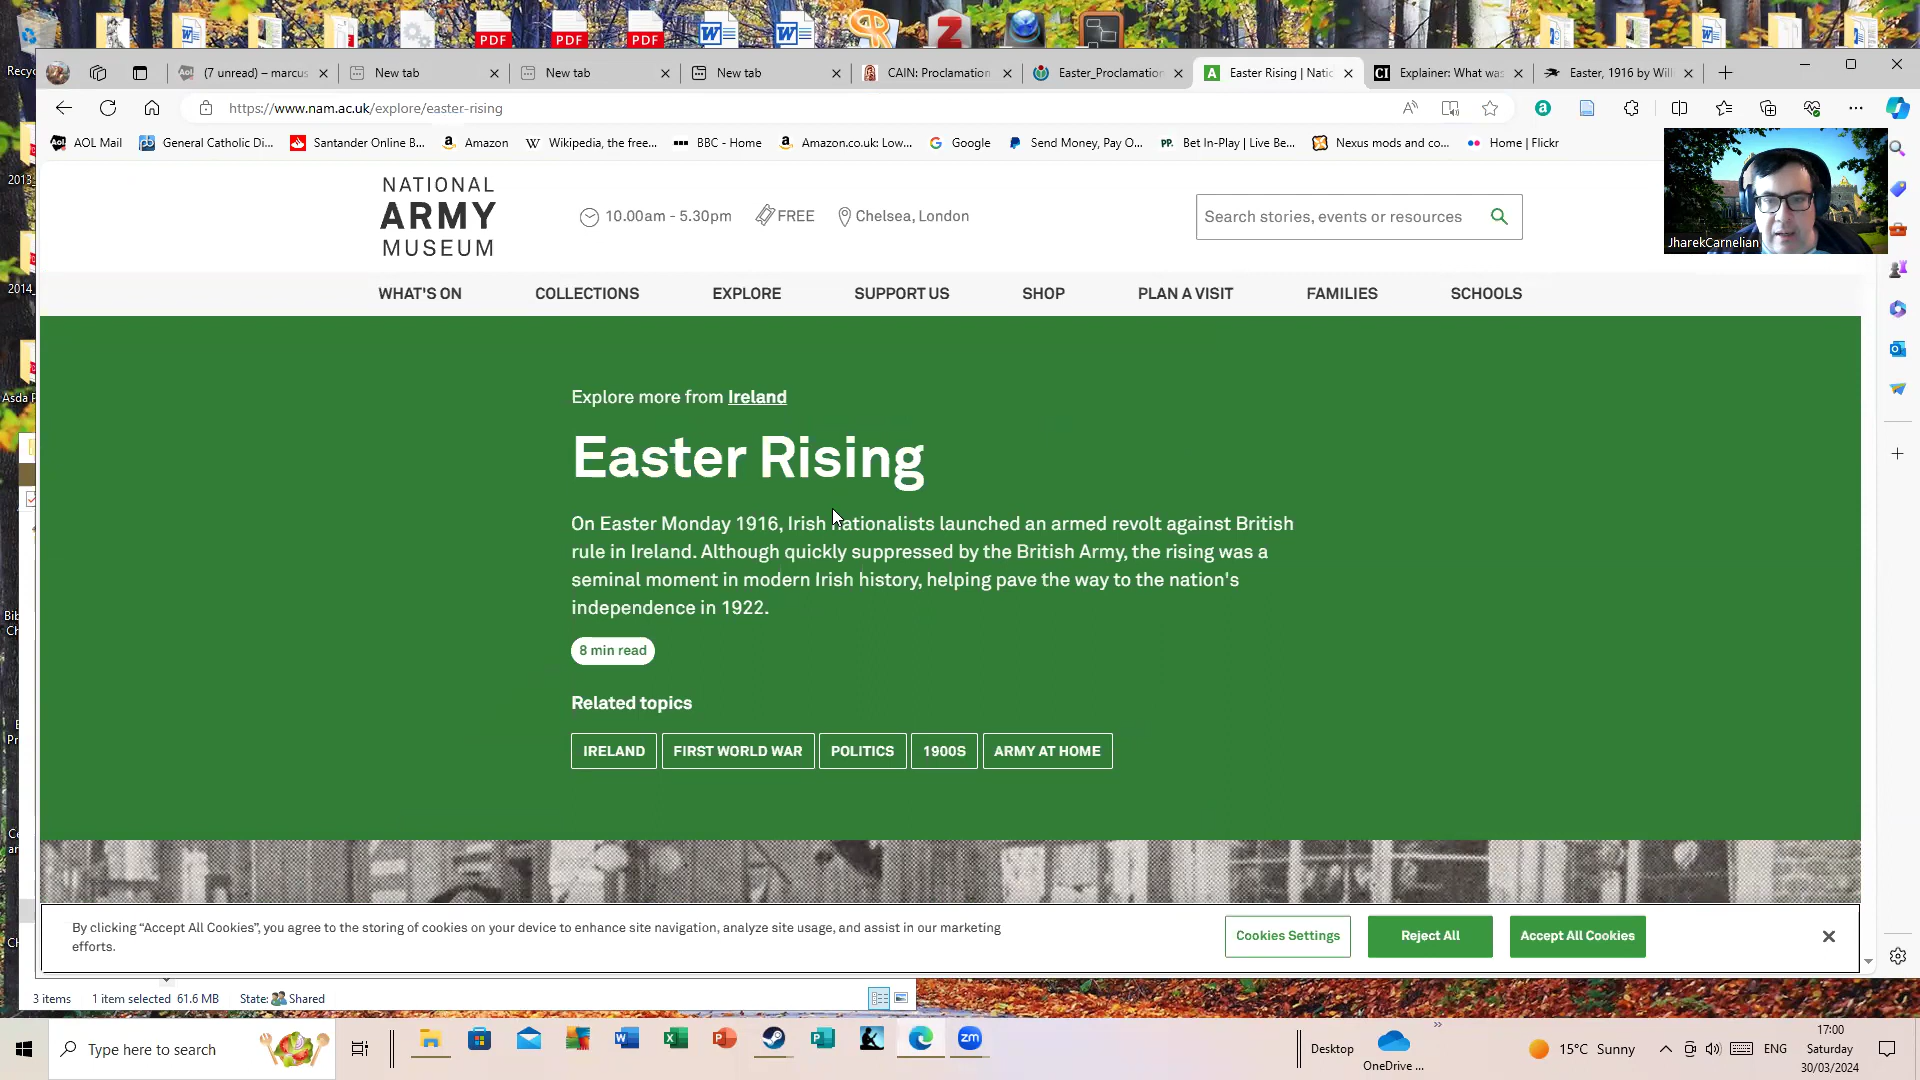 PDF
PDF
PDF
Recyc
(7 unread) – marcus
New tab
New tab
New tab
CAIN: Proclamation
Easter_Proclamation
Easter Rising | Natio
Explainer: What was
Easter, 1916 by Willi
https://www.nam.ac.uk/explore/easter-rising
AOL Mail
General Catholic Di...
Santander Online B...
Amazon
Wikipedia, the free...
BBC - Home
Amazon.co.uk: Low...
Google
Send Money, Pay O...
Bet In-Play | Live Be...
Nexus mods and co...
Home | Flickr
2013_
NATIONAL
ARMY
MUSEUM
10.00am - 5.30pm
FREE
Chelsea, London
Search stories, events or resources
JharekCarnelian
2014_
WHAT'S ON
COLLECTIONS
EXPLORE
SUPPORT US
SHOP
PLAN A VISIT
FAMILIES
SCHOOLS
Asda P
Explore more from Ireland
Easter Rising
On Easter Monday 1916, Irish nationalists launched an armed revolt against British
rule in Ireland. Although quickly suppressed by the British Army, the rising was a
seminal moment in modern Irish history, helping pave the way to the nation's
independence in 1922.
8 min read
Related topics
IRELAND
FIRST WORLD WAR
POLITICS
1900S
ARMY AT HOME
By clicking “Accept All Cookies”, you agree to the storing of cookies on your device to enhance site navigation, analyze site usage, and assist in our marketing
efforts.
Cookies Settings
Reject All
Accept All Cookies
3 items
1 item selected 61.6 MB
State: Shared
Type here to search
zm
Desktop
OneDrive ...
15°C Sunny
ENG
17:00
Saturday
30/03/2024